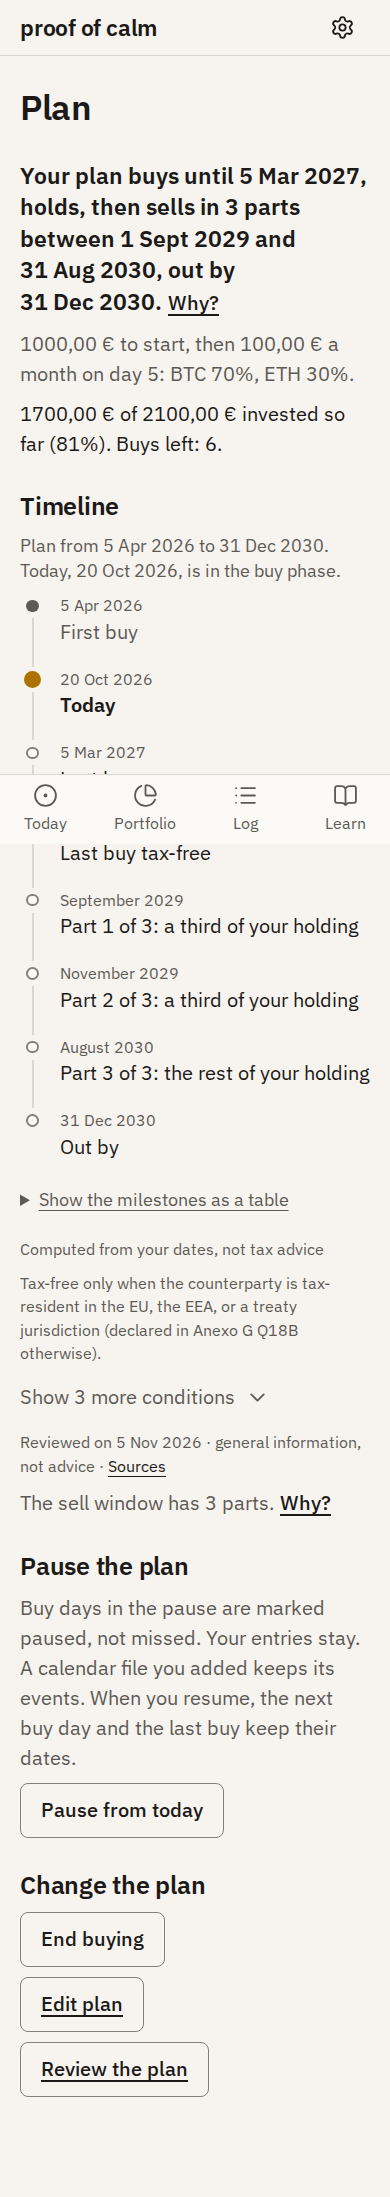 proof of calm
Plan
Your plan buys until 5 Mar 2027,
holds, then sells in 3 parts
between 1 Sept 2029 and
31 Aug 2030, out by
31 Dec 2030. Why?
1000,00 € to start, then 100,00 € a
month on day 5: BTC 70%, ETH 30%.
1700,00 € of 2100,00 € invested so
far (81%). Buys left: 6.
Timeline
Plan from 5 Apr 2026 to 31 Dec 2030.
Today, 20 Oct 2026, is in the buy phase.
5 Apr 2026
First buy
20 Oct 2026
Today
5 Mar 2027
Today
Portfolio
Log
Learn
Last buy tax-free
September 2029
Part 1 of 3: a third of your holding
November 2029
Part 2 of 3: a third of your holding
August 2030
Part 3 of 3: the rest of your holding
31 Dec 2030
Out by
Show the milestones as a table
Computed from your dates, not tax advice
Tax-free only when the counterparty is tax-
resident in the EU, the EEA, or a treaty
jurisdiction (declared in Anexo G Q18B
otherwise).
Show 3 more conditions
Reviewed on 5 Nov 2026 · general information,
not advice · Sources
The sell window has 3 parts. Why?
Pause the plan
Buy days in the pause are marked
paused, not missed. Your entries stay.
A calendar file you added keeps its
events. When you resume, the next
buy day and the last buy keep their
dates.
Pause from today
Change the plan
End buying
Edit plan
Review the plan